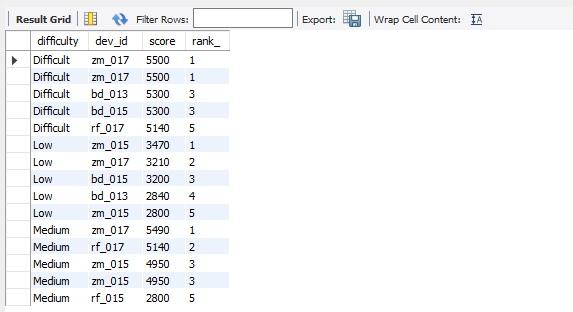 Result Grid Filter Rows: Export: Wrap Cell Content:
difficulty dev_id score rank_
Difficult zm_017 5500 1
Difficult zm_017 5500 1
Difficult bd_013 5300 3
Difficult bd_015 5300 3
Difficult rf_017 5140 5
Low zm_015 3470 1
Low zm_017 3210 2
Low bd_015 3200 3
Low bd_013 2840 4
Low zm_015 2800 5
Medium zm_017 5490 1
Medium rf_017 5140 2
Medium zm_015 4950 3
Medium zm_015 4950 3
Medium rf_015 2800 5